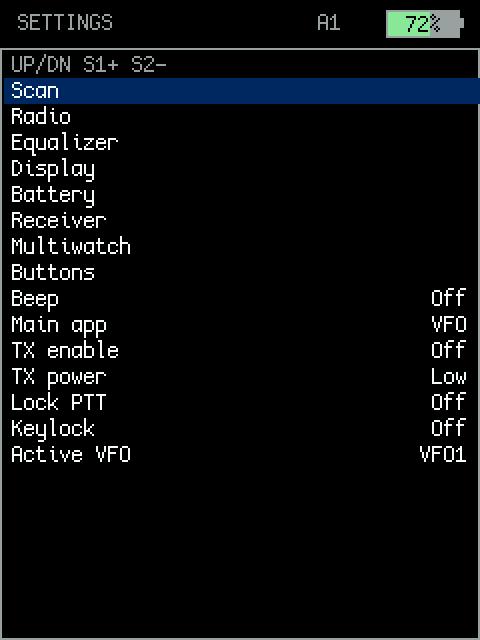 SETTINGS A1 72%
UP/DN S1+ S2-
Scan
Radio
Equalizer
Display
Battery
Receiver
Multiwatch
Buttons
Beep Off
Main app VFO
TX enable Off
TX power Low
Lock PTT Off
Keylock Off
Active VFO VFO1